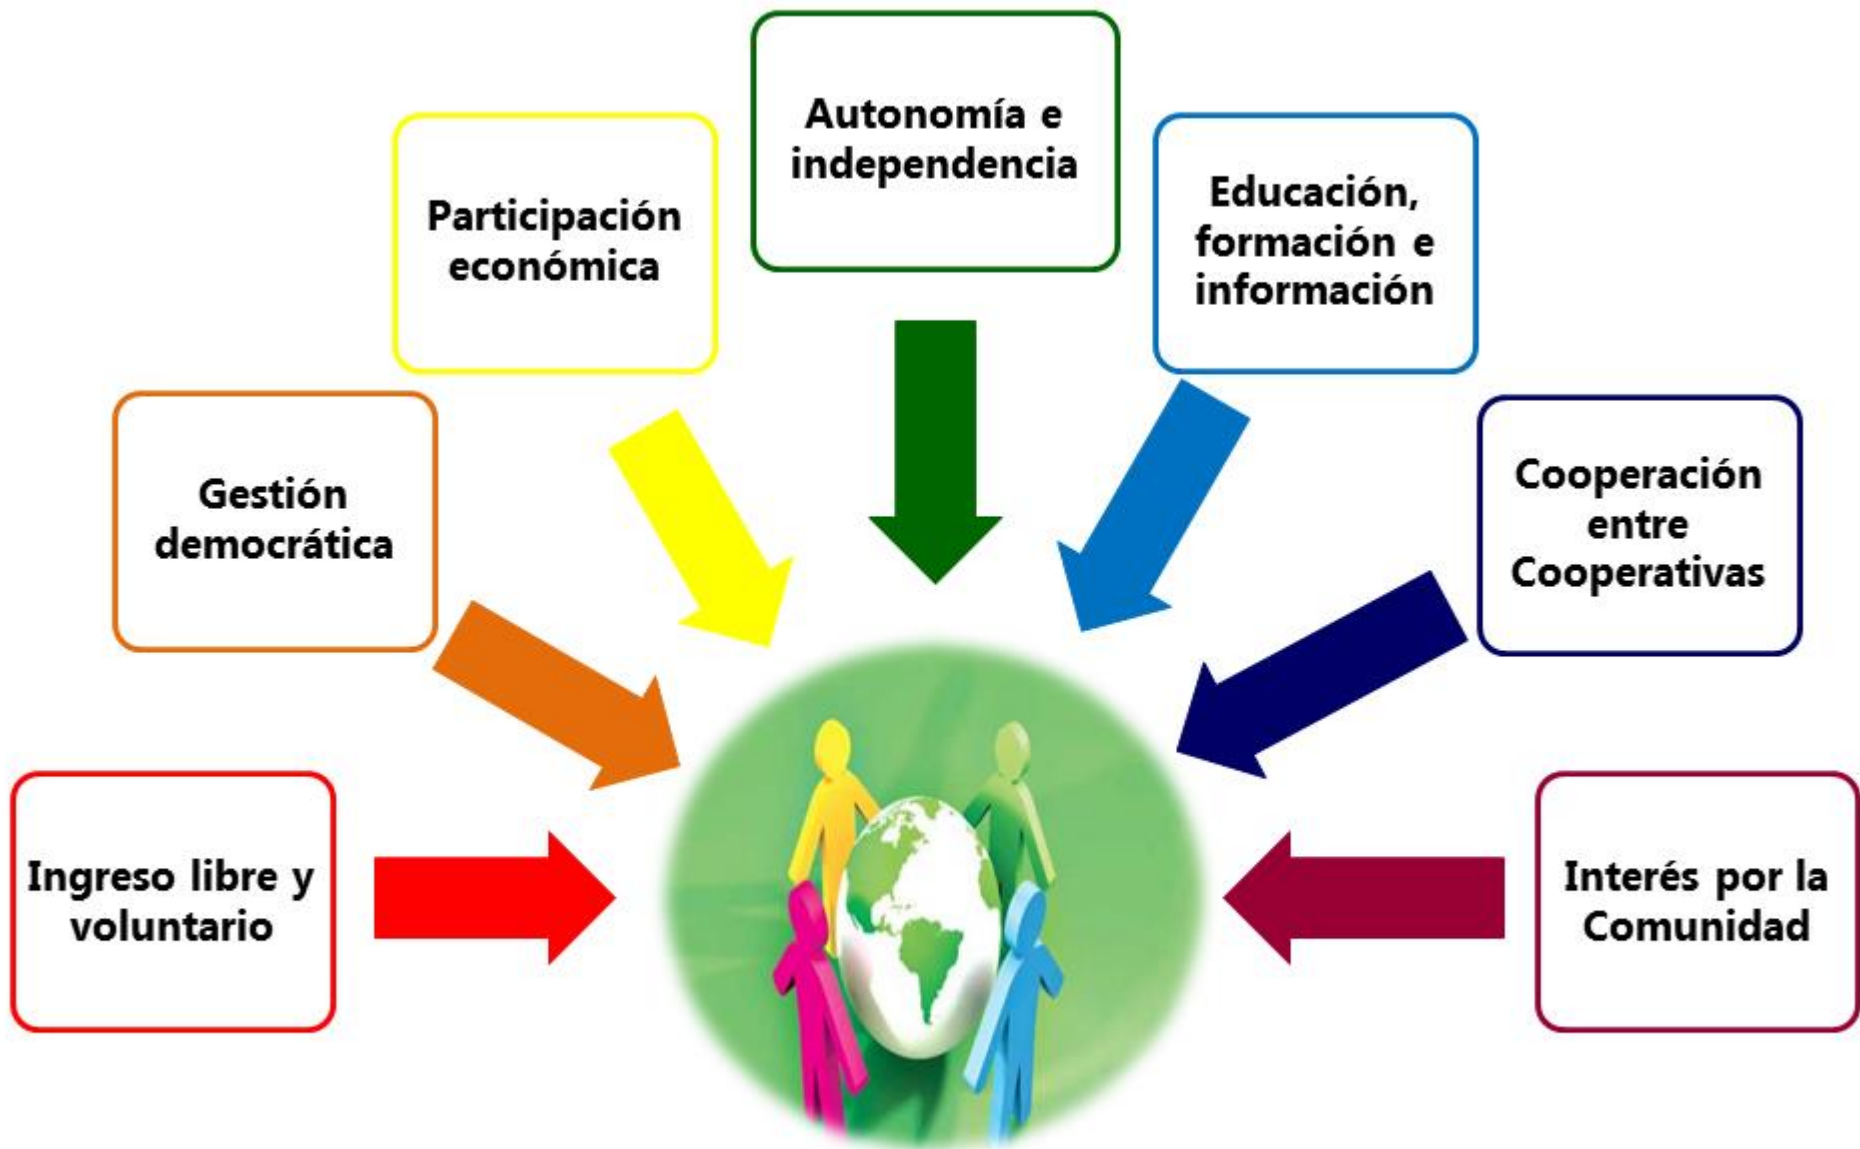 Autonomía e
independencia
Participación
económica
Educación,
formación e
información
Gestión
democrática
Cooperación
entre
Cooperativas
Ingreso libre y
voluntario
Interés por la
Comunidad